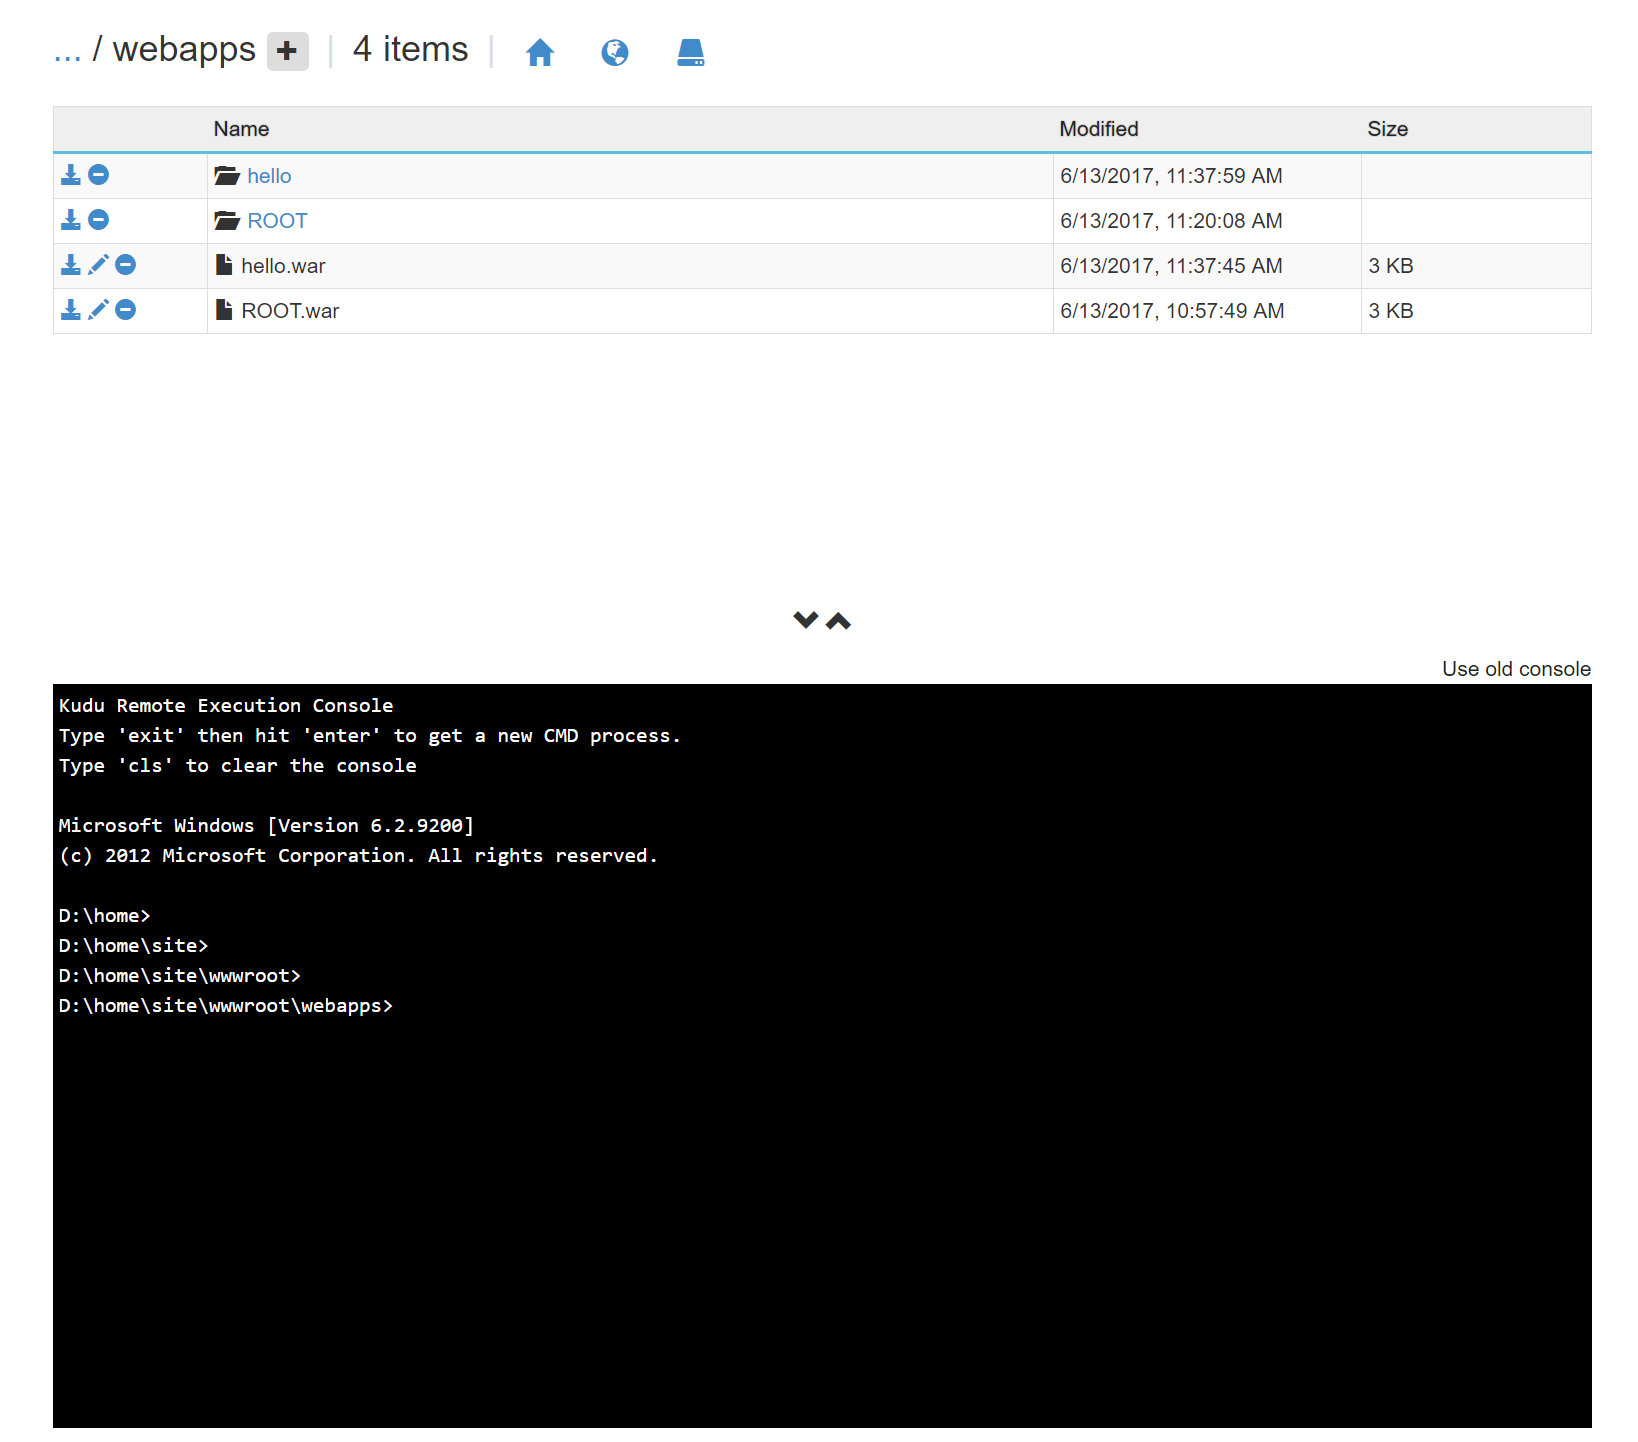 ... / webapps + | 4 items |
Name Modified Size
hello 6/13/2017, 11:37:59 AM
ROOT 6/13/2017, 11:20:08 AM
hello.war 6/13/2017, 11:37:45 AM 3 KB
ROOT.war 6/13/2017, 10:57:49 AM 3 KB
Use old console
Kudu Remote Execution Console
Type 'exit' then hit 'enter' to get a new CMD process.
Type 'cls' to clear the console
Microsoft Windows [Version 6.2.9200]
(c) 2012 Microsoft Corporation. All rights reserved.
D:\home>
D:\home\site>
D:\home\site\wwwroot>
D:\home\site\wwwroot\webapps>